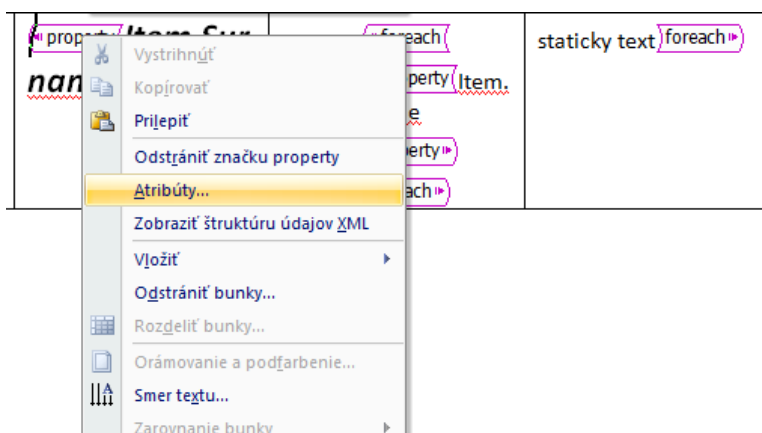 property Item.Sur
nam
foreach
perty Item.
e
erty
ach
staticky text foreach
Vystrihnúť
Kopírovať
Prilepiť
Odstrániť značku property
Atribúty...
Zobraziť štruktúru údajov XML
Vložiť
Odstrániť bunky...
Rozdeliť bunky...
Orámovanie a podfarbenie...
Smer textu...
Zarovnanie bunky